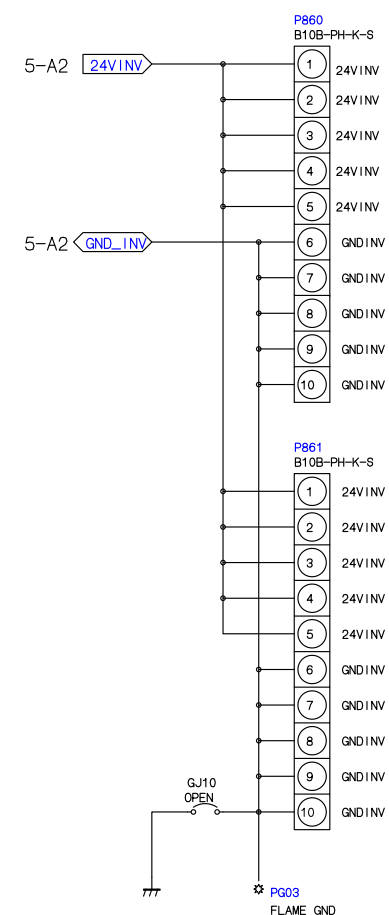 P860
B10B-PH-K-S
5-A2 24VINV
1 24VINV
2 24VINV
3 24VINV
4 24VINV
5 24VINV
5-A2 GND_INV
6 GNDINV
7 GNDINV
8 GNDINV
9 GNDINV
10 GNDINV
P861
B10B-PH-K-S
1 24VINV
2 24VINV
3 24VINV
4 24VINV
5 24VINV
6 GNDINV
7 GNDINV
8 GNDINV
9 GNDINV
GJ10
OPEN
10 GNDINV
PG03
FLAME GND